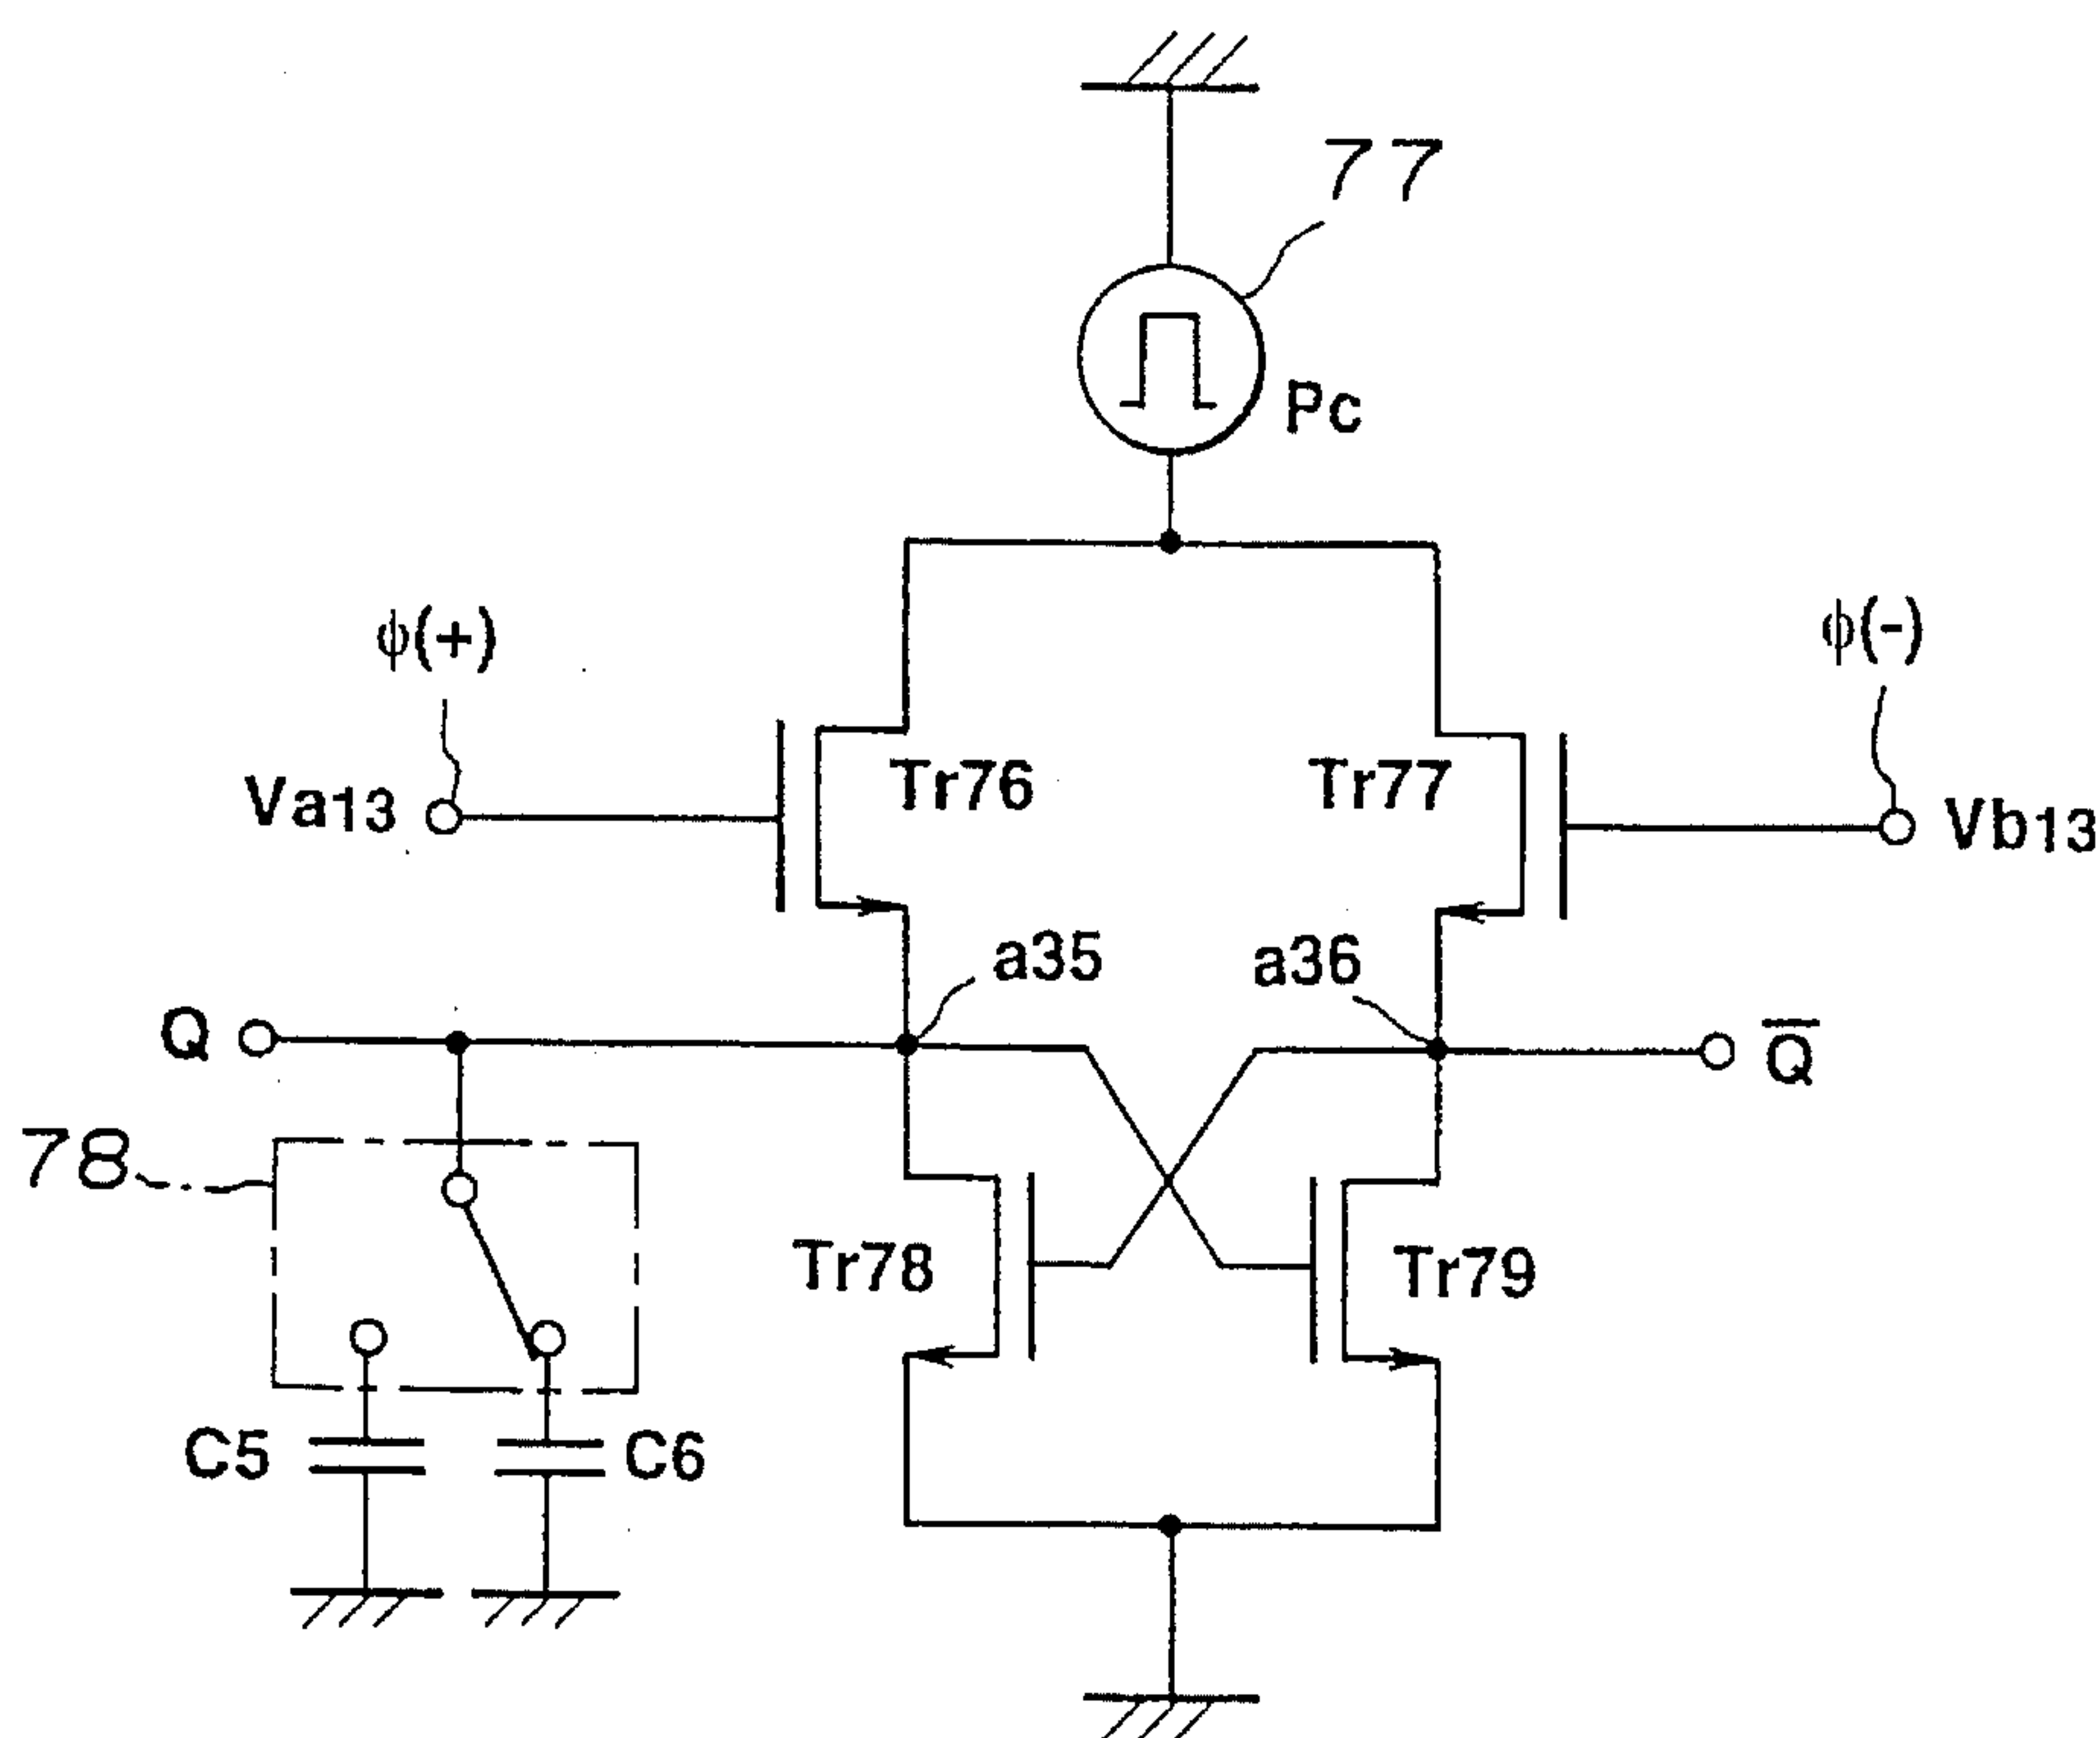 77
Pc
ϕ(+)
ϕ(-)
Va13
Tr76
Tr77
Vb13
a35
a36
Q
Q̅
78
Tr78
Tr79
C5
C6